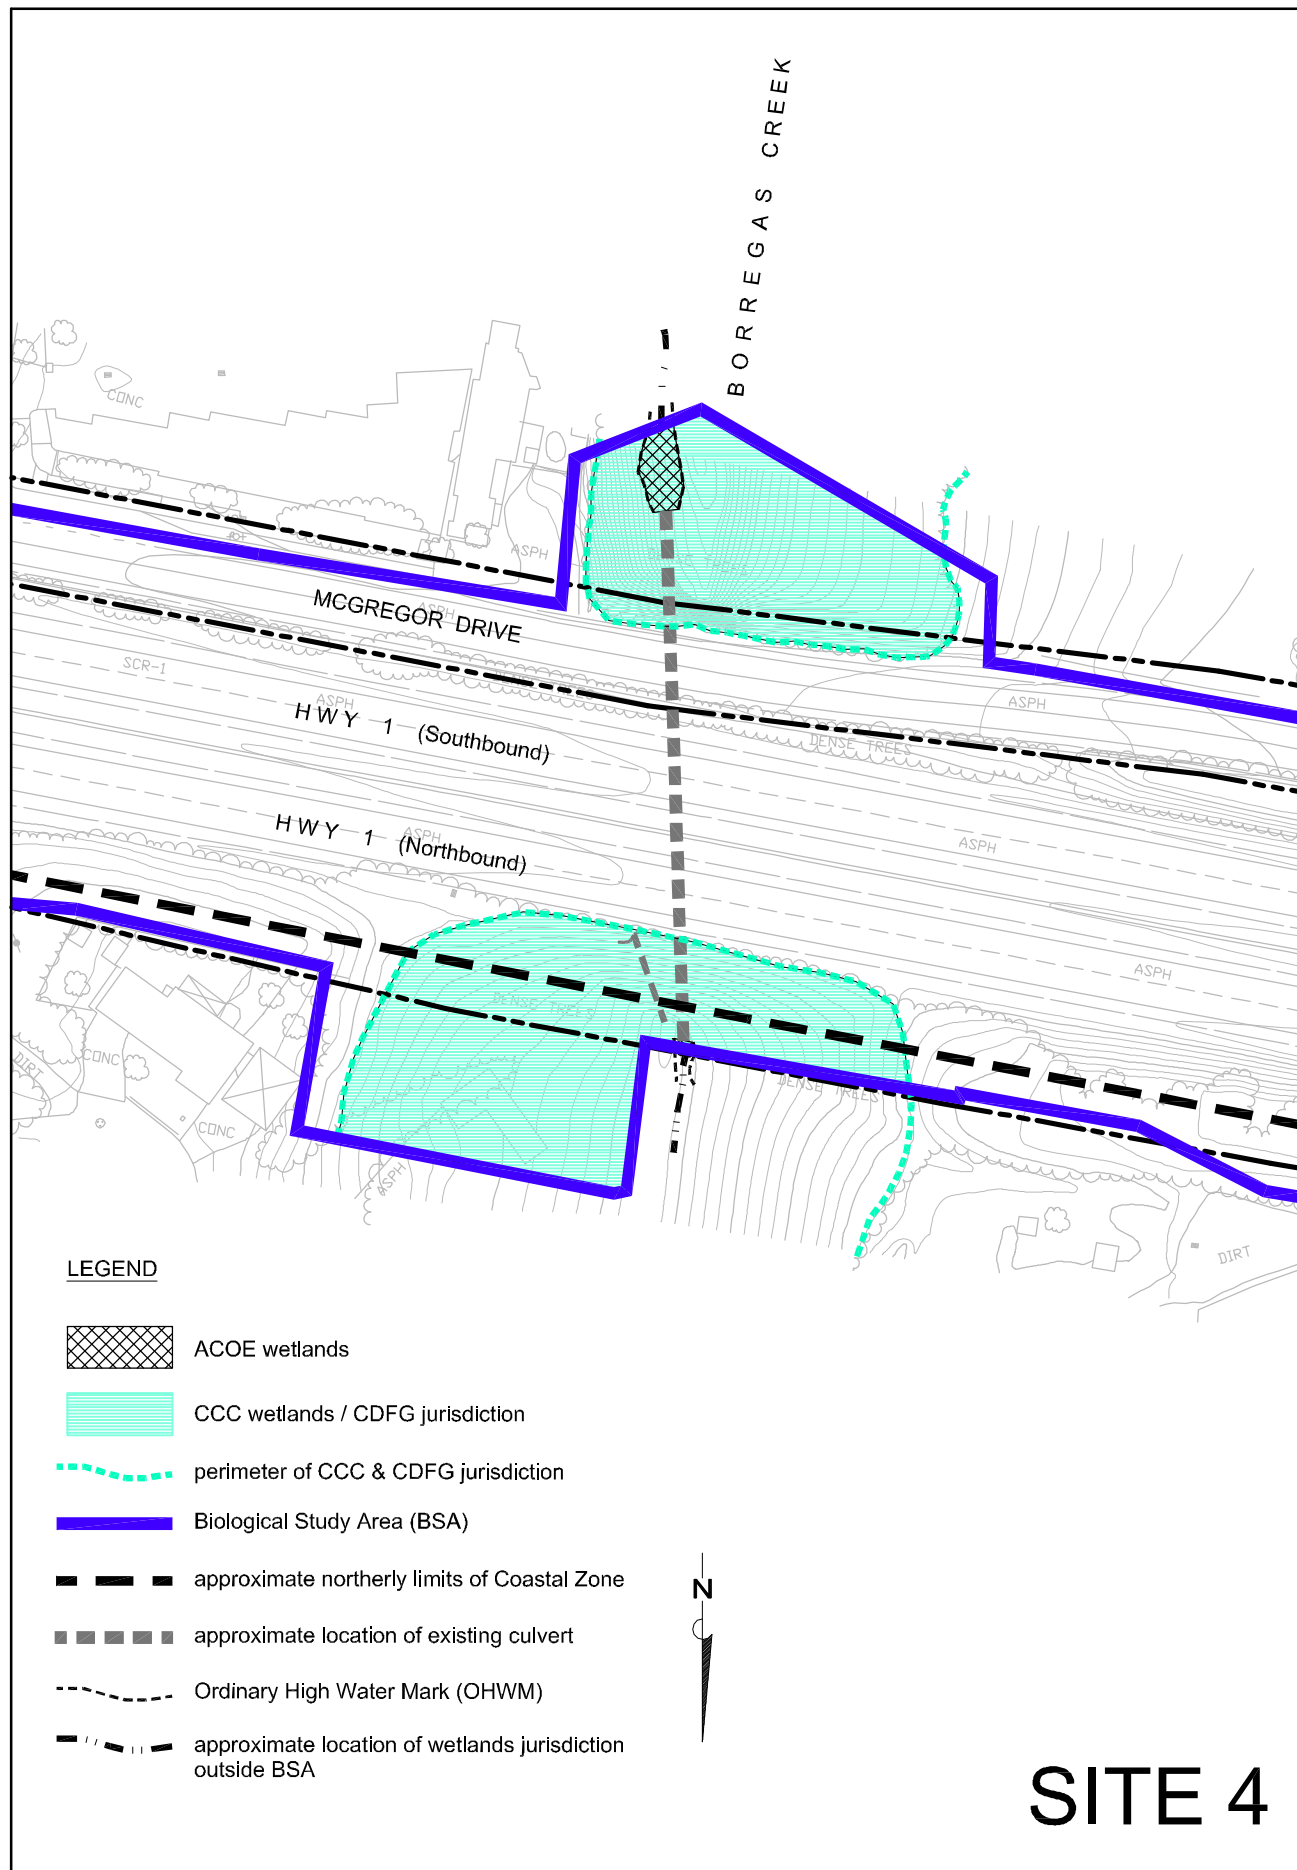 BORREGAS CREEK
CONC
ASPH
MCGREGOR DRIVE
ASPH
SCR-1
ASPH
ASPH
HWY 1 (Southbound)
DENSE TREES
HWY 1 (Northbound)
ASPH
ASPH
ASPH
DENSE TREES
DENSE TREES
CONC
DIRT
CONC
ASPH
DIRT
LEGEND
ACOE wetlands
CCC wetlands / CDFG jurisdiction
perimeter of CCC & CDFG jurisdiction
Biological Study Area (BSA)
approximate northerly limits of Coastal Zone
approximate location of existing culvert
Ordinary High Water Mark (OHWM)
approximate location of wetlands jurisdiction
outside BSA
N
SITE 4